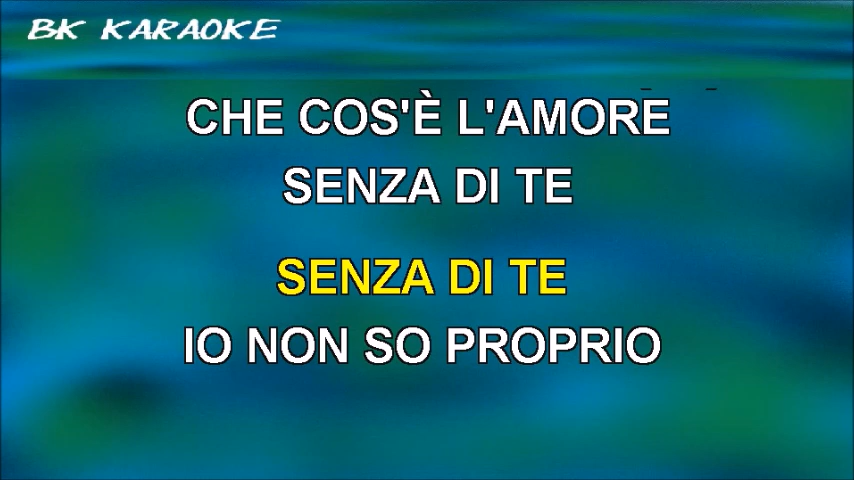 BK KARAOKE
CHE COS'È L'AMORE
SENZA DI TE
SENZA DI TE
IO NON SO PROPRIO